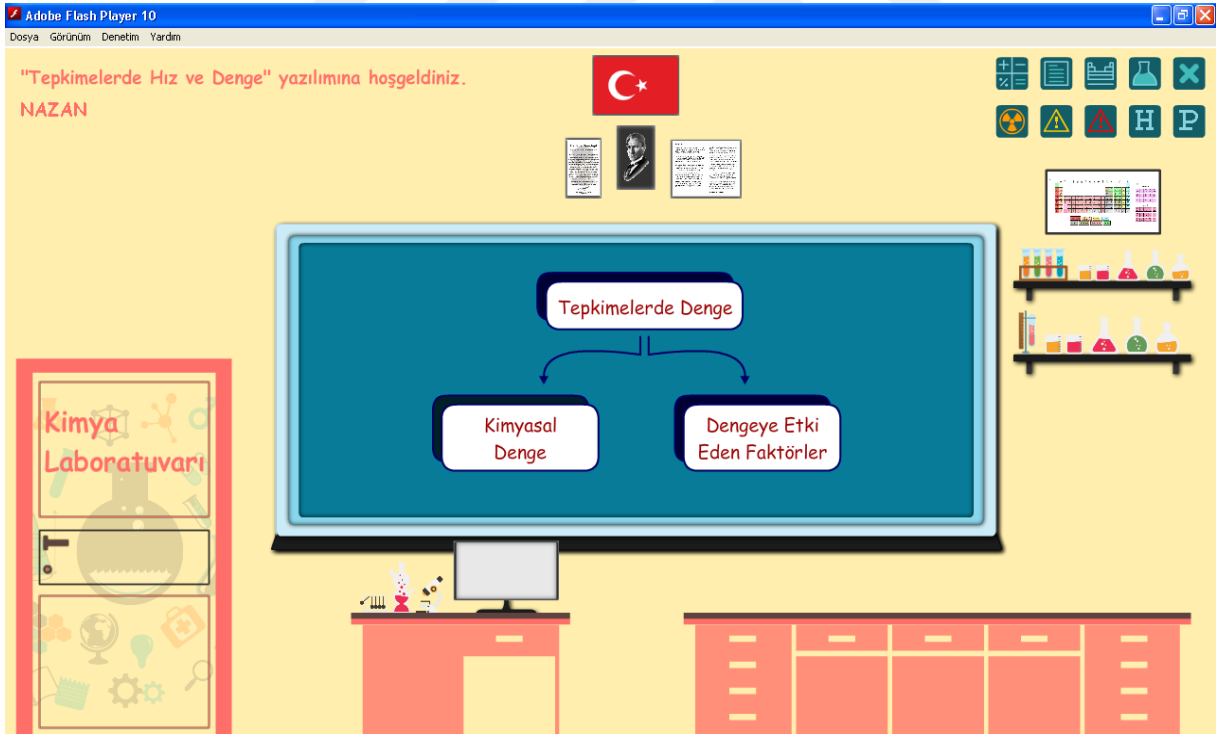 Adobe Flash Player 10
Dosya Görünüm Denetim Yardım
"Tepkimelerde Hız ve Denge" yazılımına hoşgeldiniz.
NAZAN
H P
Tepkimelerde Denge
Kimyasal
Denge
Dengeye Etki
Eden Faktörler
Kimya
Laboratuvarı